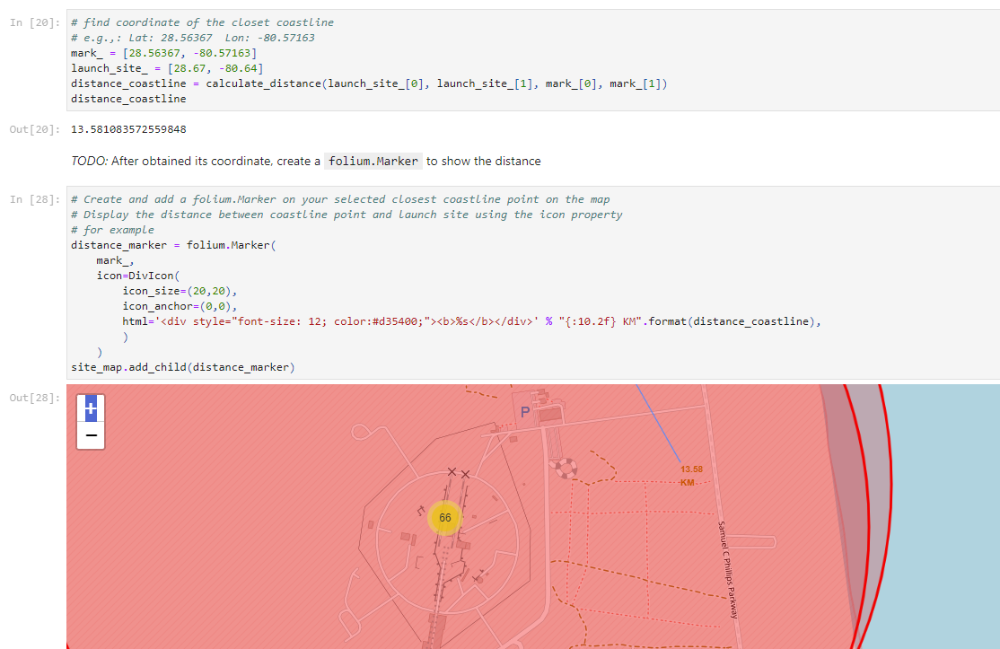 In [20]:
# find coordinate of the closet coastline
# e.g.,: Lat: 28.56367  Lon: -80.57163
mark_ = [28.56367, -80.57163]
launch_site_ = [28.67, -80.64]
distance_coastline = calculate_distance(launch_site_[0], launch_site_[1], mark_[0], mark_[1])
distance_coastline
Out[20]: 13.581083572559848
TODO: After obtained its coordinate, create a folium.Marker to show the distance
In [28]:
# Create and add a folium.Marker on your selected closest coastline point on the map
# Display the distance between coastline point and launch site using the icon property
# for example
distance_marker = folium.Marker(
    mark_,
    icon=DivIcon(
        icon_size=(20,20),
        icon_anchor=(0,0),
        html='<div style="font-size: 12; color:#d35400;"><b>%s</b></div>' % "{:10.2f} KM".format(distance_coastline),
        )
    )
site_map.add_child(distance_marker)
Out[28]:
+
−
P
13.58
KM
66
Samuel C Phillips Parkway